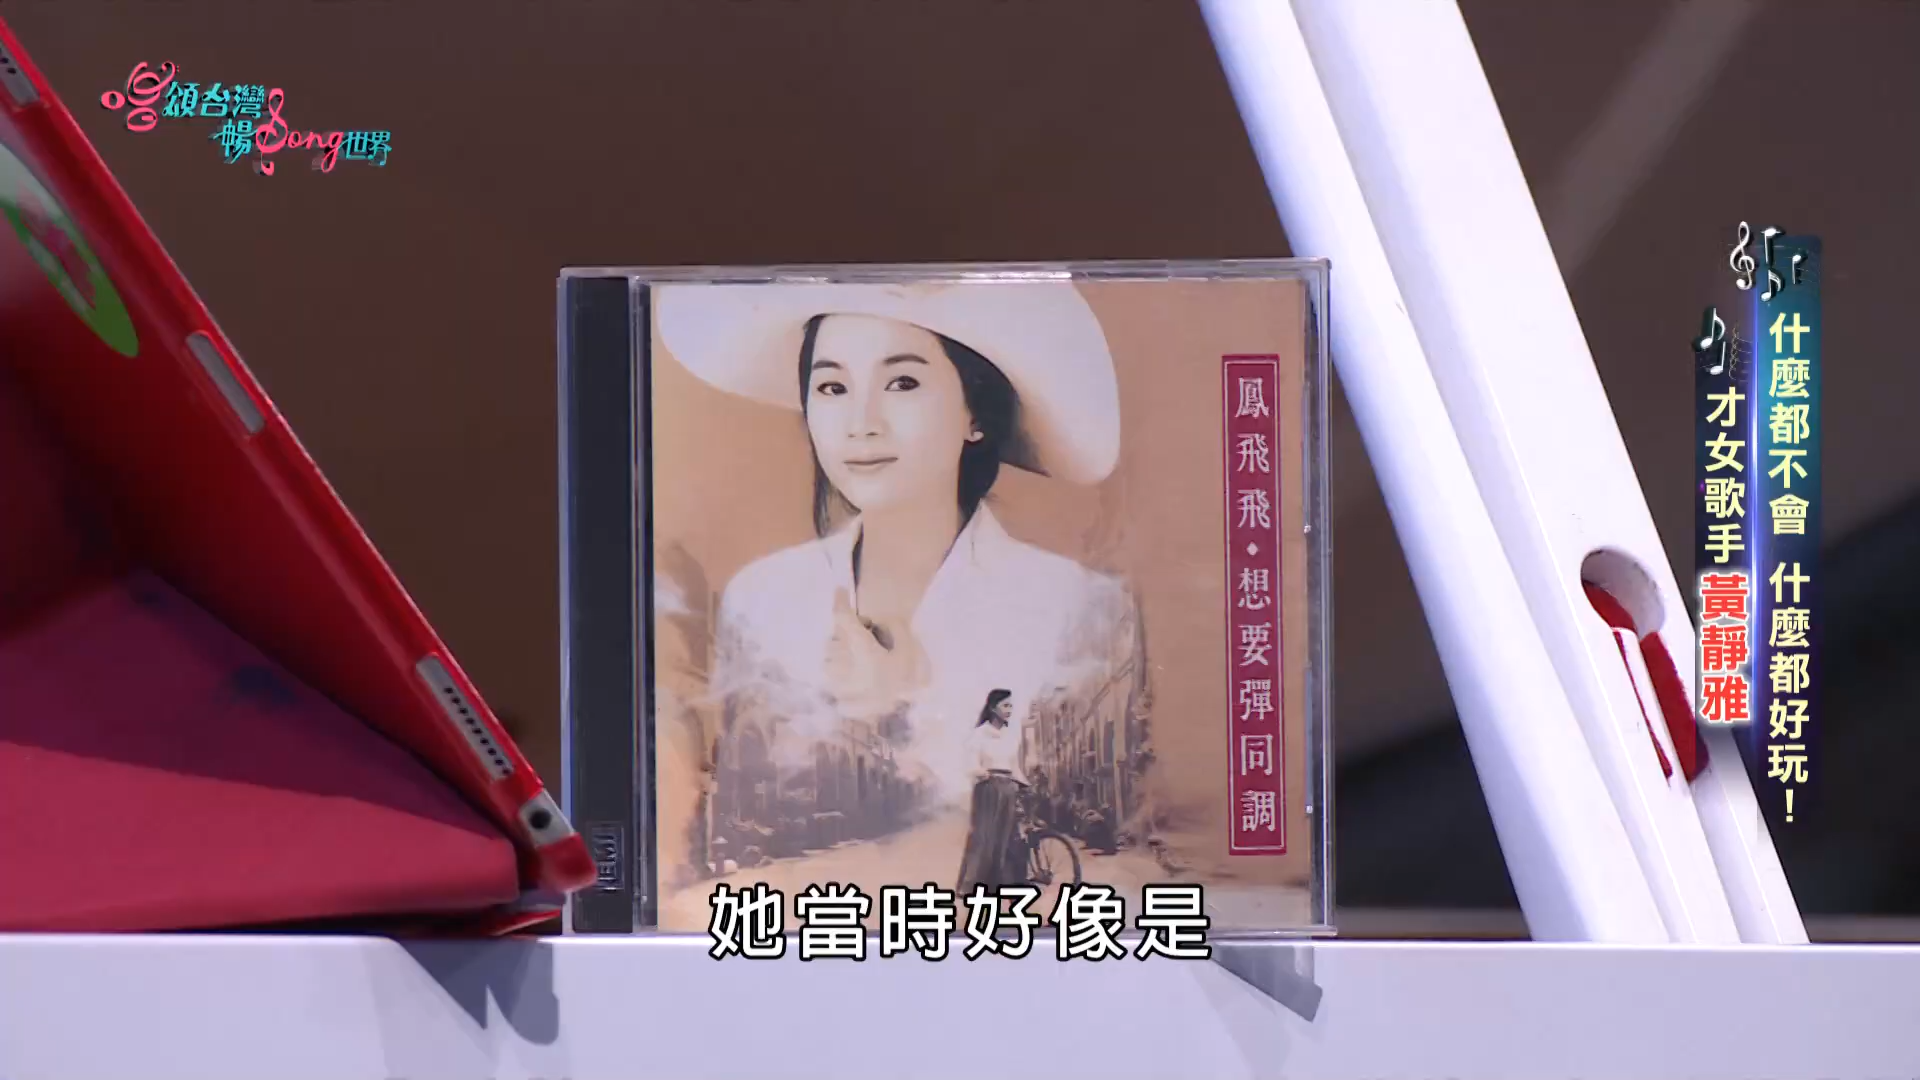 唱頌台灣
暢Song世界
什麼都不會 什麼都好玩!
才女歌手 黃靜雅
鳳飛飛·想要彈同調
EMI
她當時好像是